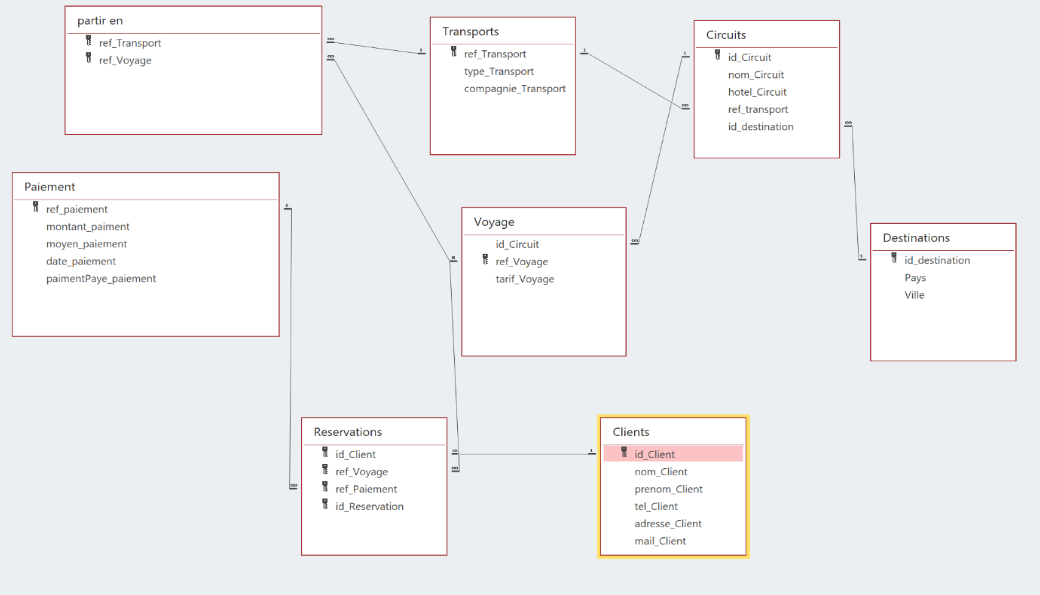 partir en
ref_Transport
ref_Voyage
Transports
ref_Transport
type_Transport
compagnie_Transport
Circuits
id_Circuit
nom_Circuit
hotel_Circuit
ref_transport
id_destination
Paiement
ref_paiement
montant_paiment
moyen_paiement
date_paiement
paimentPaye_paiement
Voyage
id_Circuit
ref_Voyage
tarif_Voyage
Destinations
id_destination
Pays
Ville
Reservations
id_Client
ref_Voyage
ref_Paiement
id_Reservation
Clients
id_Client
nom_Client
prenom_Client
tel_Client
adresse_Client
mail_Client